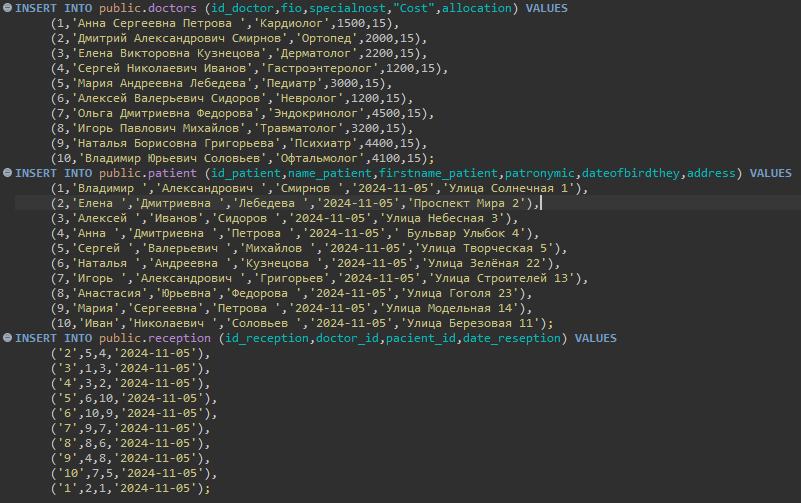 INSERT INTO public.doctors (id_doctor,fio,specialnost,"Cost",allocation) VALUES
(1,'Анна Сергеевна Петрова ','Кардиолог',1500,15),
(2,'Дмитрий Александрович Смирнов','Ортопед',2000,15),
(3,'Елена Викторовна Кузнецова','Дерматолог',2200,15),
(4,'Сергей Николаевич Иванов','Гастроэнтеролог',1200,15),
(5,'Мария Андреевна Лебедева','Педиатр',3000,15),
(6,'Алексей Валерьевич Сидоров','Невролог',1200,15),
(7,'Ольга Дмитриевна Федорова','Эндокринолог',4500,15),
(8,'Игорь Павлович Михайлов','Травматолог',3200,15),
(9,'Наталья Борисовна Григорьева','Психиатр',4400,15),
(10,'Владимир Юрьевич Соловьев','Офтальмолог',4100,15);
INSERT INTO public.patient (id_patient,name_patient,firstname_patient,patronymic,dateofbirdthey,address) VALUES
(1,'Владимир ','Александрович ','Смирнов ','2024-11-05','Улица Солнечная 1'),
(2,'Елена ','Дмитриевна ','Лебедева ','2024-11-05','Проспект Мира 2'),
(3,'Алексей ','Иванов','Сидоров ','2024-11-05','Улица Небесная 3'),
(4,'Анна ','Дмитриевна ','Петрова ','2024-11-05',' Бульвар Улыбок 4'),
(5,'Сергей ','Валерьевич ','Михайлов ','2024-11-05','Улица Творческая 5'),
(6,'Наталья ','Андреевна ','Кузнецова ','2024-11-05','Улица Зелёная 22'),
(7,'Игорь ','Александрович ','Григорьев','2024-11-05','Улица Строителей 13'),
(8,'Анастасия','Юрьевна','Федорова ','2024-11-05','Улица Гоголя 23'),
(9,'Мария','Сергеевна','Петрова ','2024-11-05','Улица Модельная 14'),
(10,'Иван','Николаевич ','Соловьев ','2024-11-05','Улица Березовая 11');
INSERT INTO public.reception (id_reception,doctor_id,pacient_id,date_reseption) VALUES
('2',5,4,'2024-11-05'),
('3',1,3,'2024-11-05'),
('4',3,2,'2024-11-05'),
('5',6,10,'2024-11-05'),
('6',10,9,'2024-11-05'),
('7',9,7,'2024-11-05'),
('8',8,6,'2024-11-05'),
('9',4,8,'2024-11-05'),
('10',7,5,'2024-11-05'),
('1',2,1,'2024-11-05');